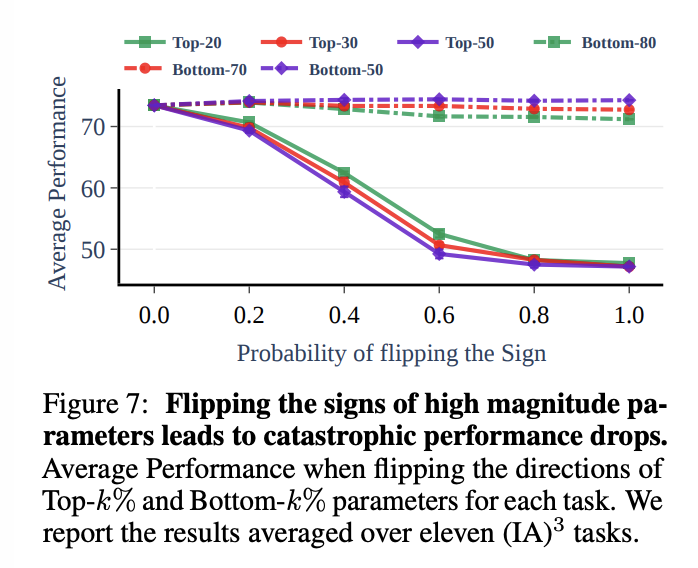 Top-20 Top-30 Top-50 Bottom-80
Bottom-70 Bottom-50
Average Performance
70
60
50
0.0 0.2 0.4 0.6 0.8 1.0
Probability of flipping the Sign
Figure 7: Flipping the signs of high magnitude pa-
rameters leads to catastrophic performance drops.
Average Performance when flipping the directions of
Top-k% and Bottom-k% parameters for each task. We
report the results averaged over eleven (IA)³ tasks.